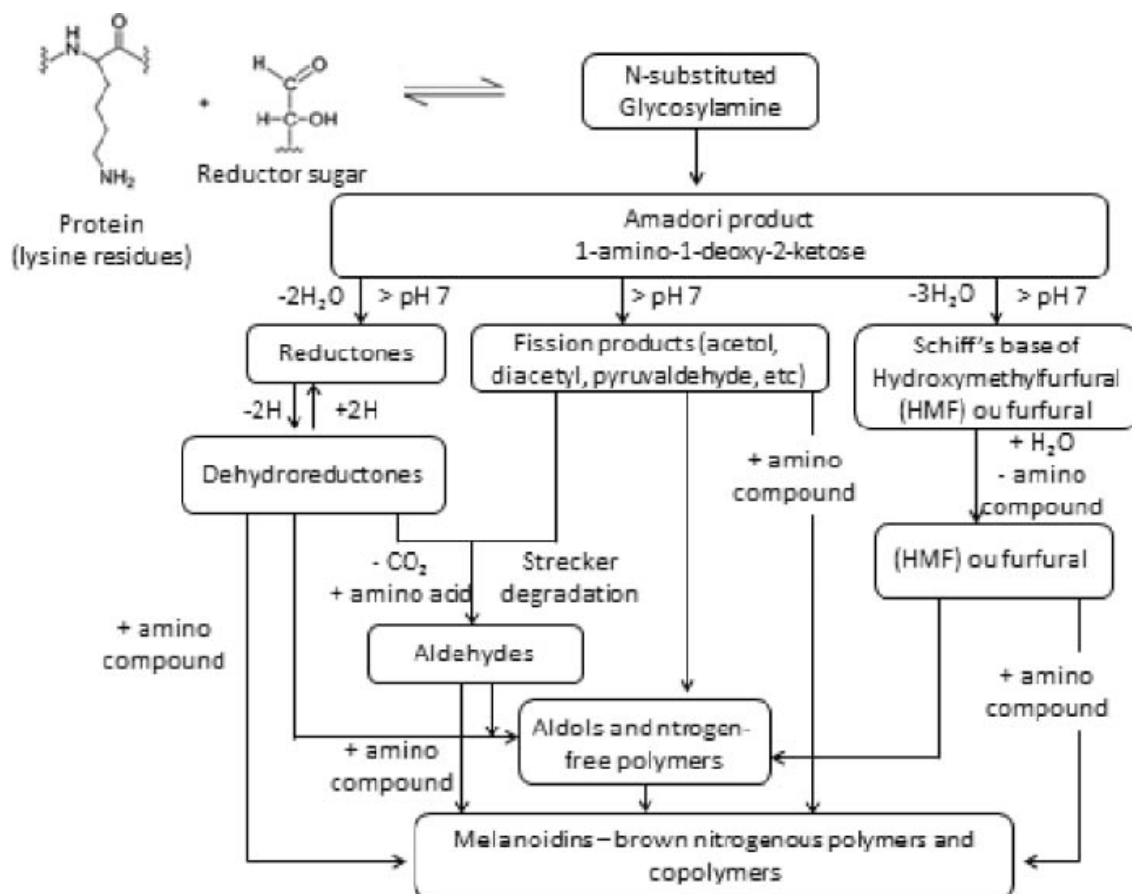 H
N
O
NH₂
Protein
(lysine residues)
+
H
O
C
H-C-OH
Reductor sugar
N-substituted
Glycosylamine
Amadori product
1-amino-1-deoxy-2-ketose
-2H₂O > pH 7
> pH 7
-3H₂O > pH 7
Reductones
Fission products (acetol,
diacetyl, pyruvaldehyde, etc)
Schiff's base of
Hydroxymethylfurfural
(HMF) ou furfural
-2H +2H
+ H₂O
- amino
compound
Dehydroreductones
+ amino
compound
(HMF) ou furfural
- CO₂
+ amino acid
Strecker
degradation
+ amino
compound
Aldehydes
+ amino
compound
Aldols and ntrogen-
free polymers
+ amino
compound
Melanoidins – brown nitrogenous polymers and
copolymers